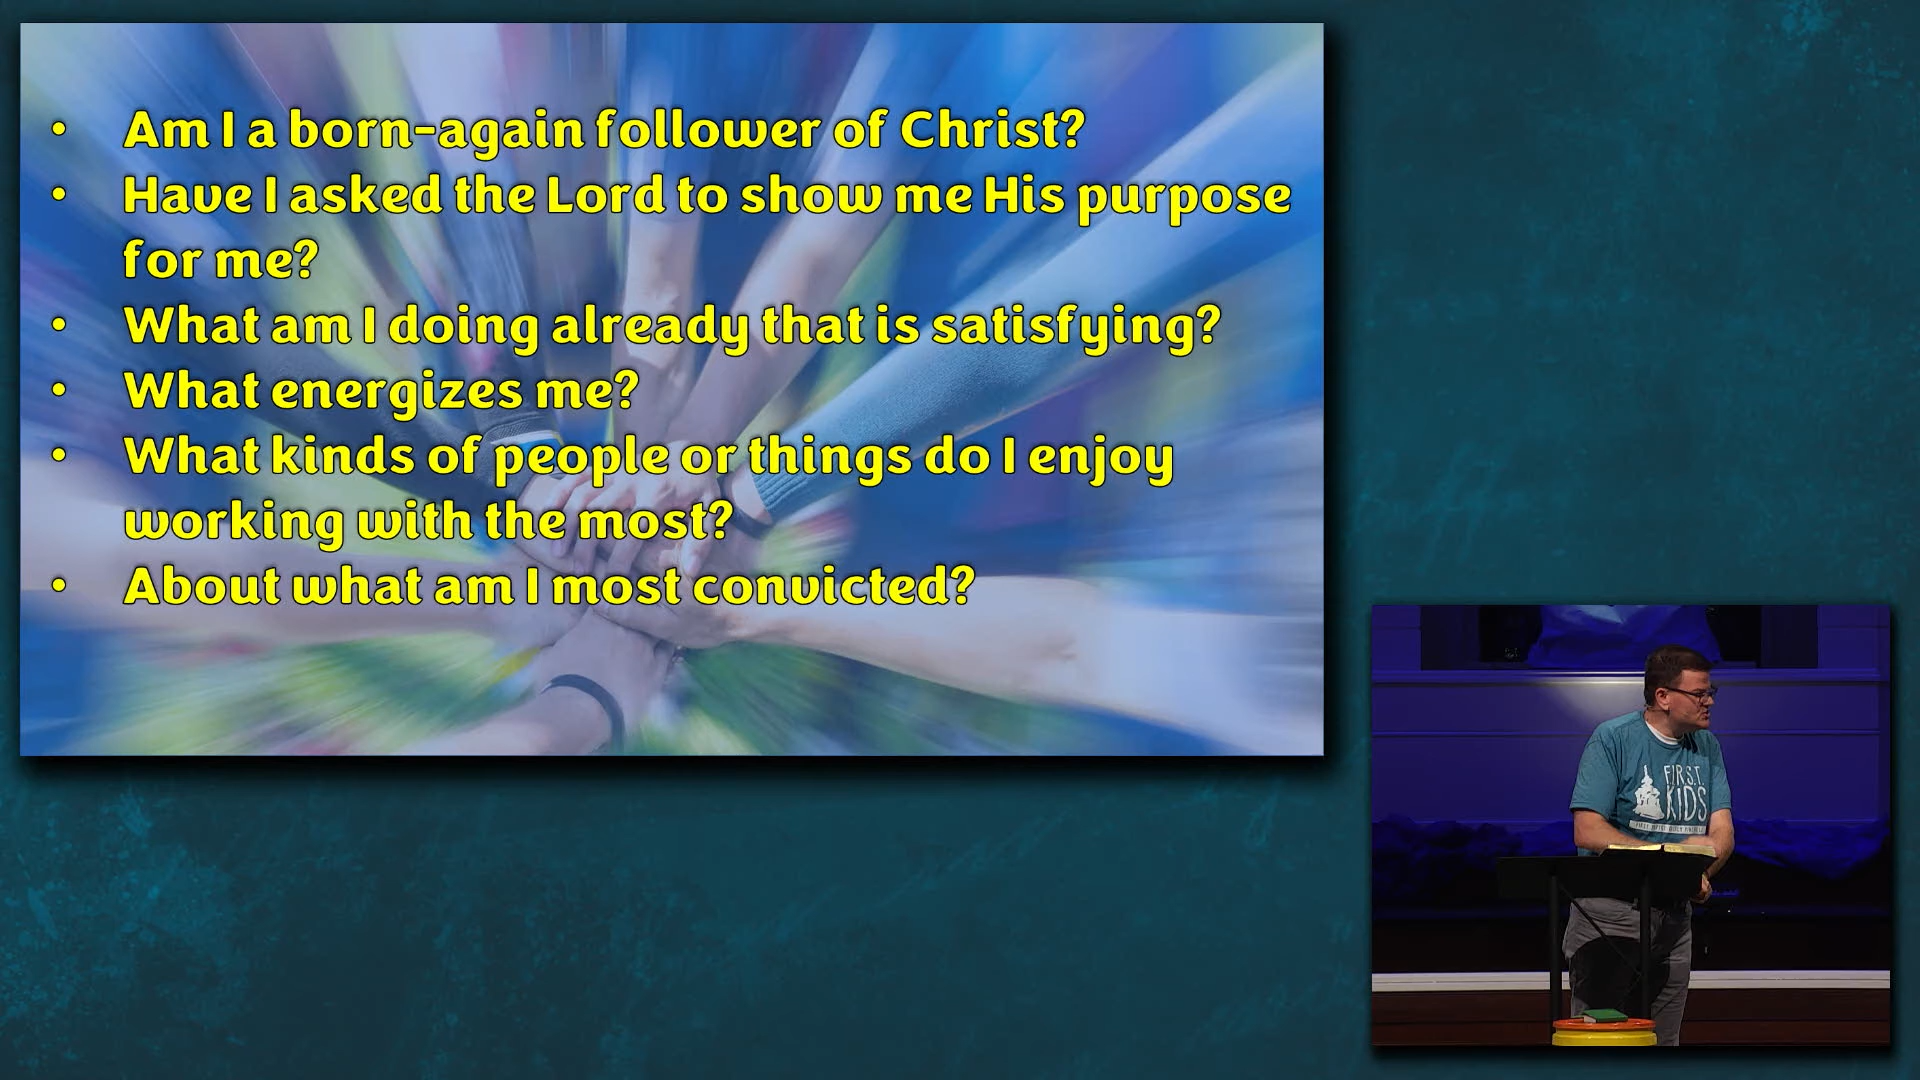 • Am I a born-again follower of Christ?
• Have I asked the Lord to show me His purpose
for me?
• What am I doing already that is satisfying?
• What energizes me?
• What kinds of people or things do I enjoy
working with the most?
• About what am I most convicted?
FIRST
KIDS